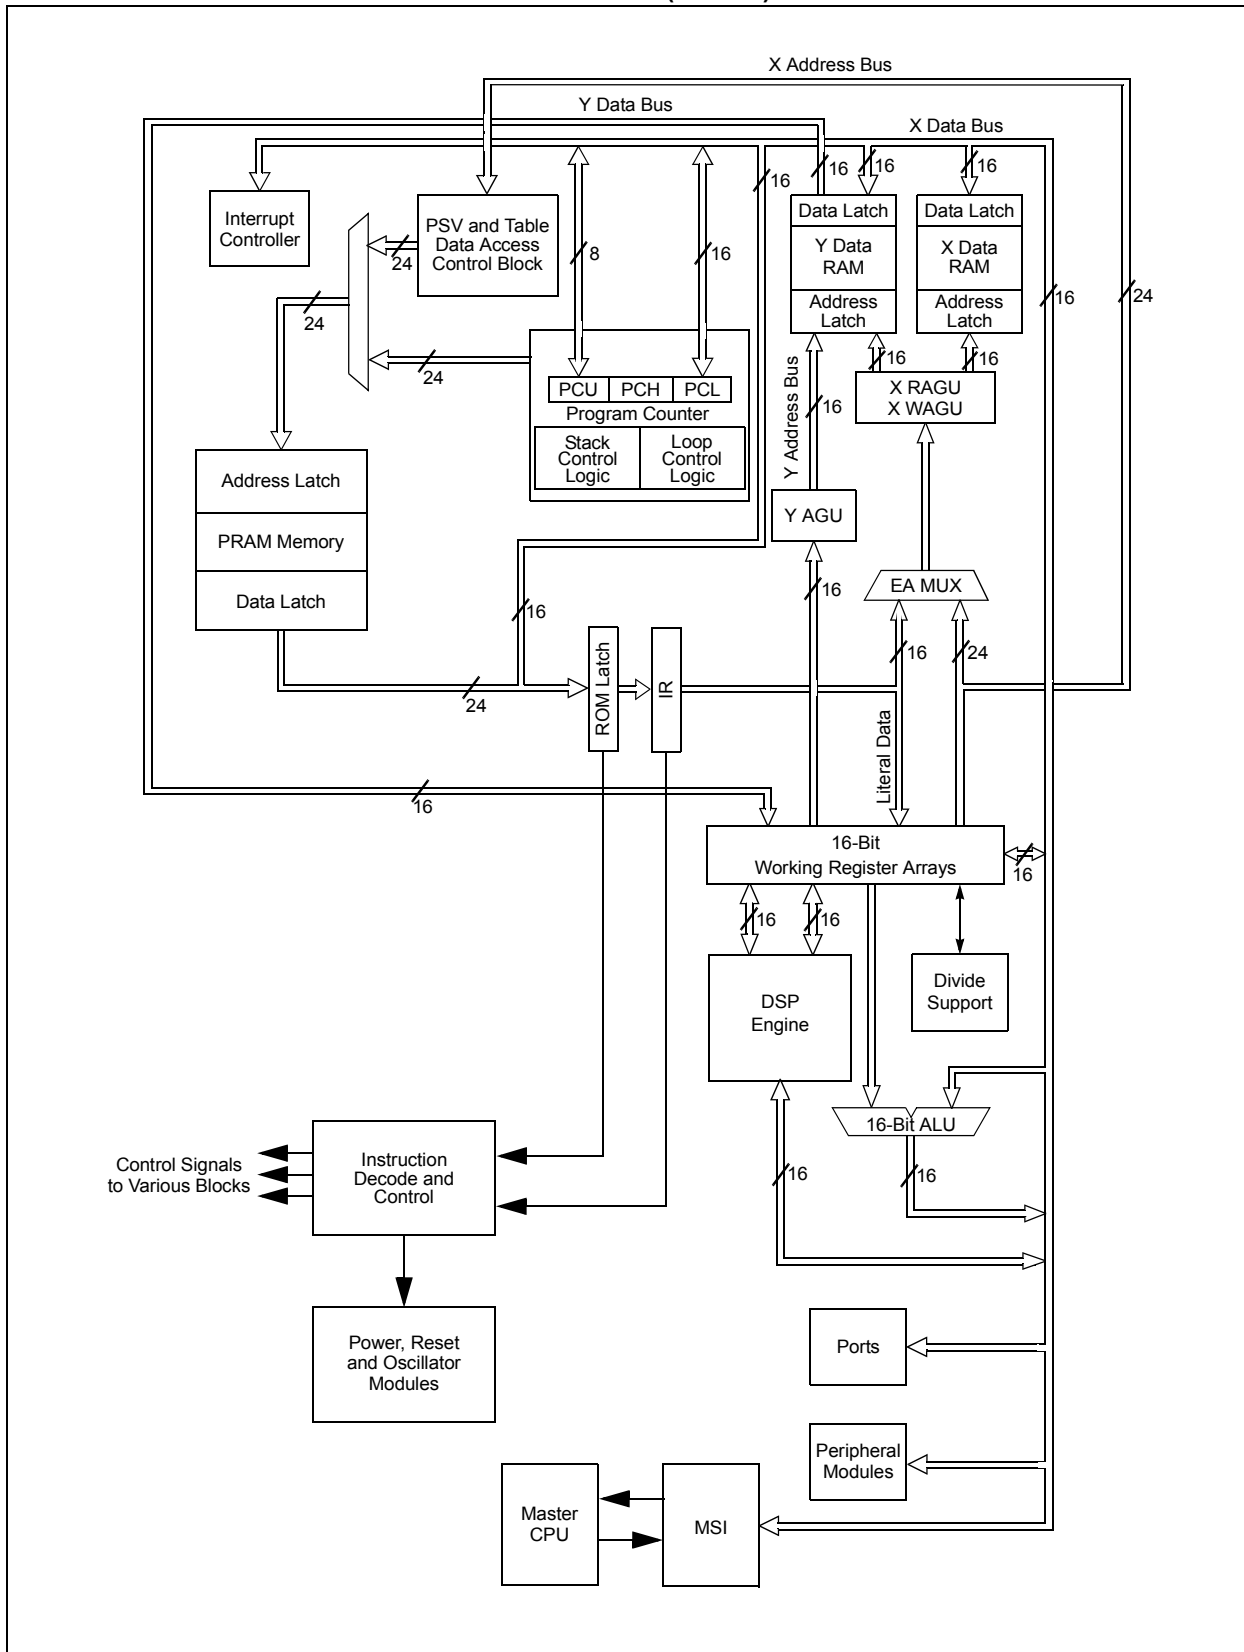 X Address Bus
Y Data Bus
X Data Bus
16
16
16
16
Interrupt
Controller
PSV and Table
Data Access
Control Block
Data Latch
Y Data
RAM
Address
Latch
Data Latch
X Data
RAM
Address
Latch
24
8
16
16
24
24
24
16
16
PCU
PCH
PCL
Program Counter
Stack
Control
Logic
Loop
Control
Logic
X RAGU
X WAGU
Y Address Bus
16
Address Latch
PRAM Memory
Data Latch
Y AGU
EA MUX
16
16
16
24
24
ROM Latch
IR
Literal Data
16
16-Bit
Working Register Arrays
16
16
16
DSP
Engine
Divide
Support
16-Bit ALU
16
16
Control Signals
to Various Blocks
Instruction
Decode and
Control
Power, Reset
and Oscillator
Modules
Ports
Peripheral
Modules
Master
CPU
MSI